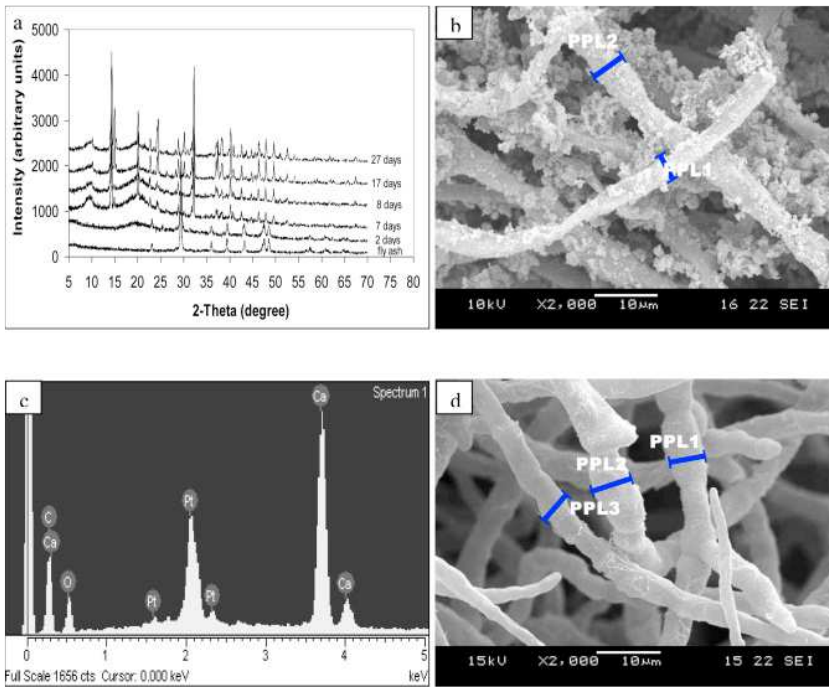 a
Intensity (arbitrary units)
5000
4000
3000
2000
1000
0
27 days
17 days
8 days
7 days
2 days
fly ash
5 10 15 20 25 30 35 40 45 50 55 60 65 70 75 80
2-Theta (degree)
b
PPL2
PPL1
10kV X2,000 10µm 16 22 SEI
c
Spectrum 1
Ca
C
Ca
O
Pt
Pt
Pt
Ca
0 1 2 3 4 5
Full Scale 1656 cts Cursor: 0.000 keV keV
d
PPL1
PPL2
PPL3
15kV X2,000 10µm 15 22 SEI